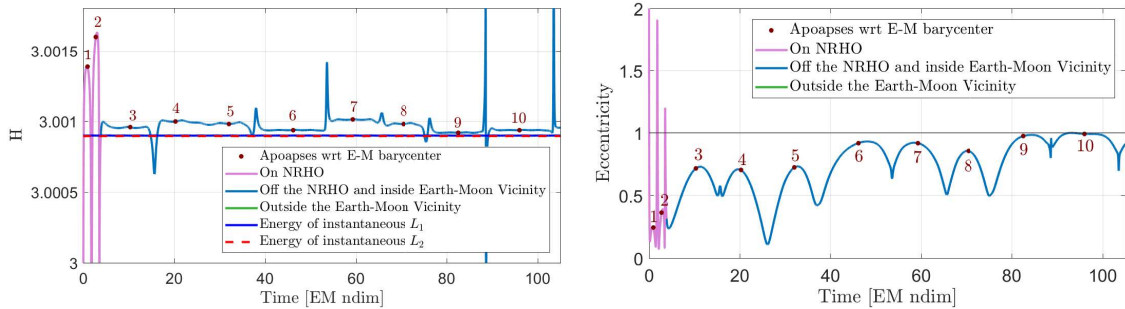 H
3.0015
3.001
3.0005
3
0
20
40
60
80
100
Time [EM ndim]
1
2
3
4
5
6
7
8
9
10
Apoapses wrt E-M barycenter
On NRHO
Off the NRHO and inside Earth-Moon Vicinity
Outside the Earth-Moon Vicinity
Energy of instantaneous L₁
Energy of instantaneous L₂
Eccentricity
2
1.5
1
0.5
0
0
20
40
60
80
100
Time [EM ndim]
1
2
3
4
5
6
7
8
9
10
Apoapses wrt E-M barycenter
On NRHO
Off the NRHO and inside Earth-Moon Vicinity
Outside the Earth-Moon Vicinity